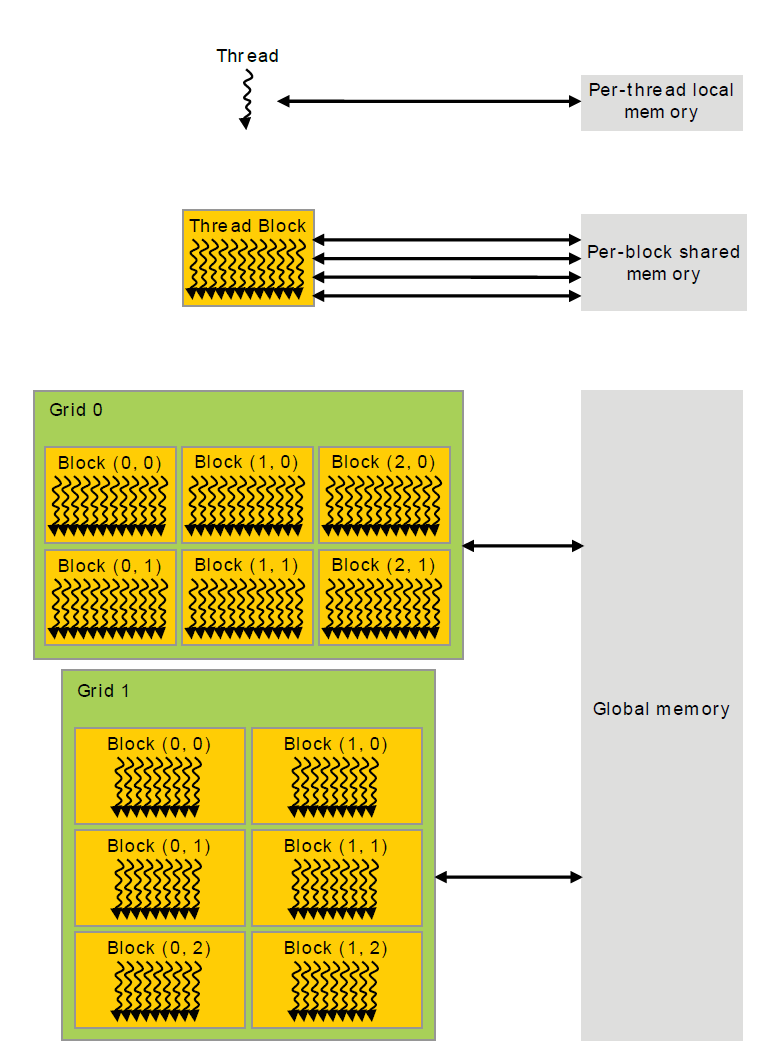 Thread
Per-thread local
memory
Thread Block
Per-block shared
memory
Grid 0
Block (0, 0)
Block (1, 0)
Block (2, 0)
Block (0, 1)
Block (1, 1)
Block (2, 1)
Grid 1
Global memory
Block (0, 0)
Block (1, 0)
Block (0, 1)
Block (1, 1)
Block (0, 2)
Block (1, 2)